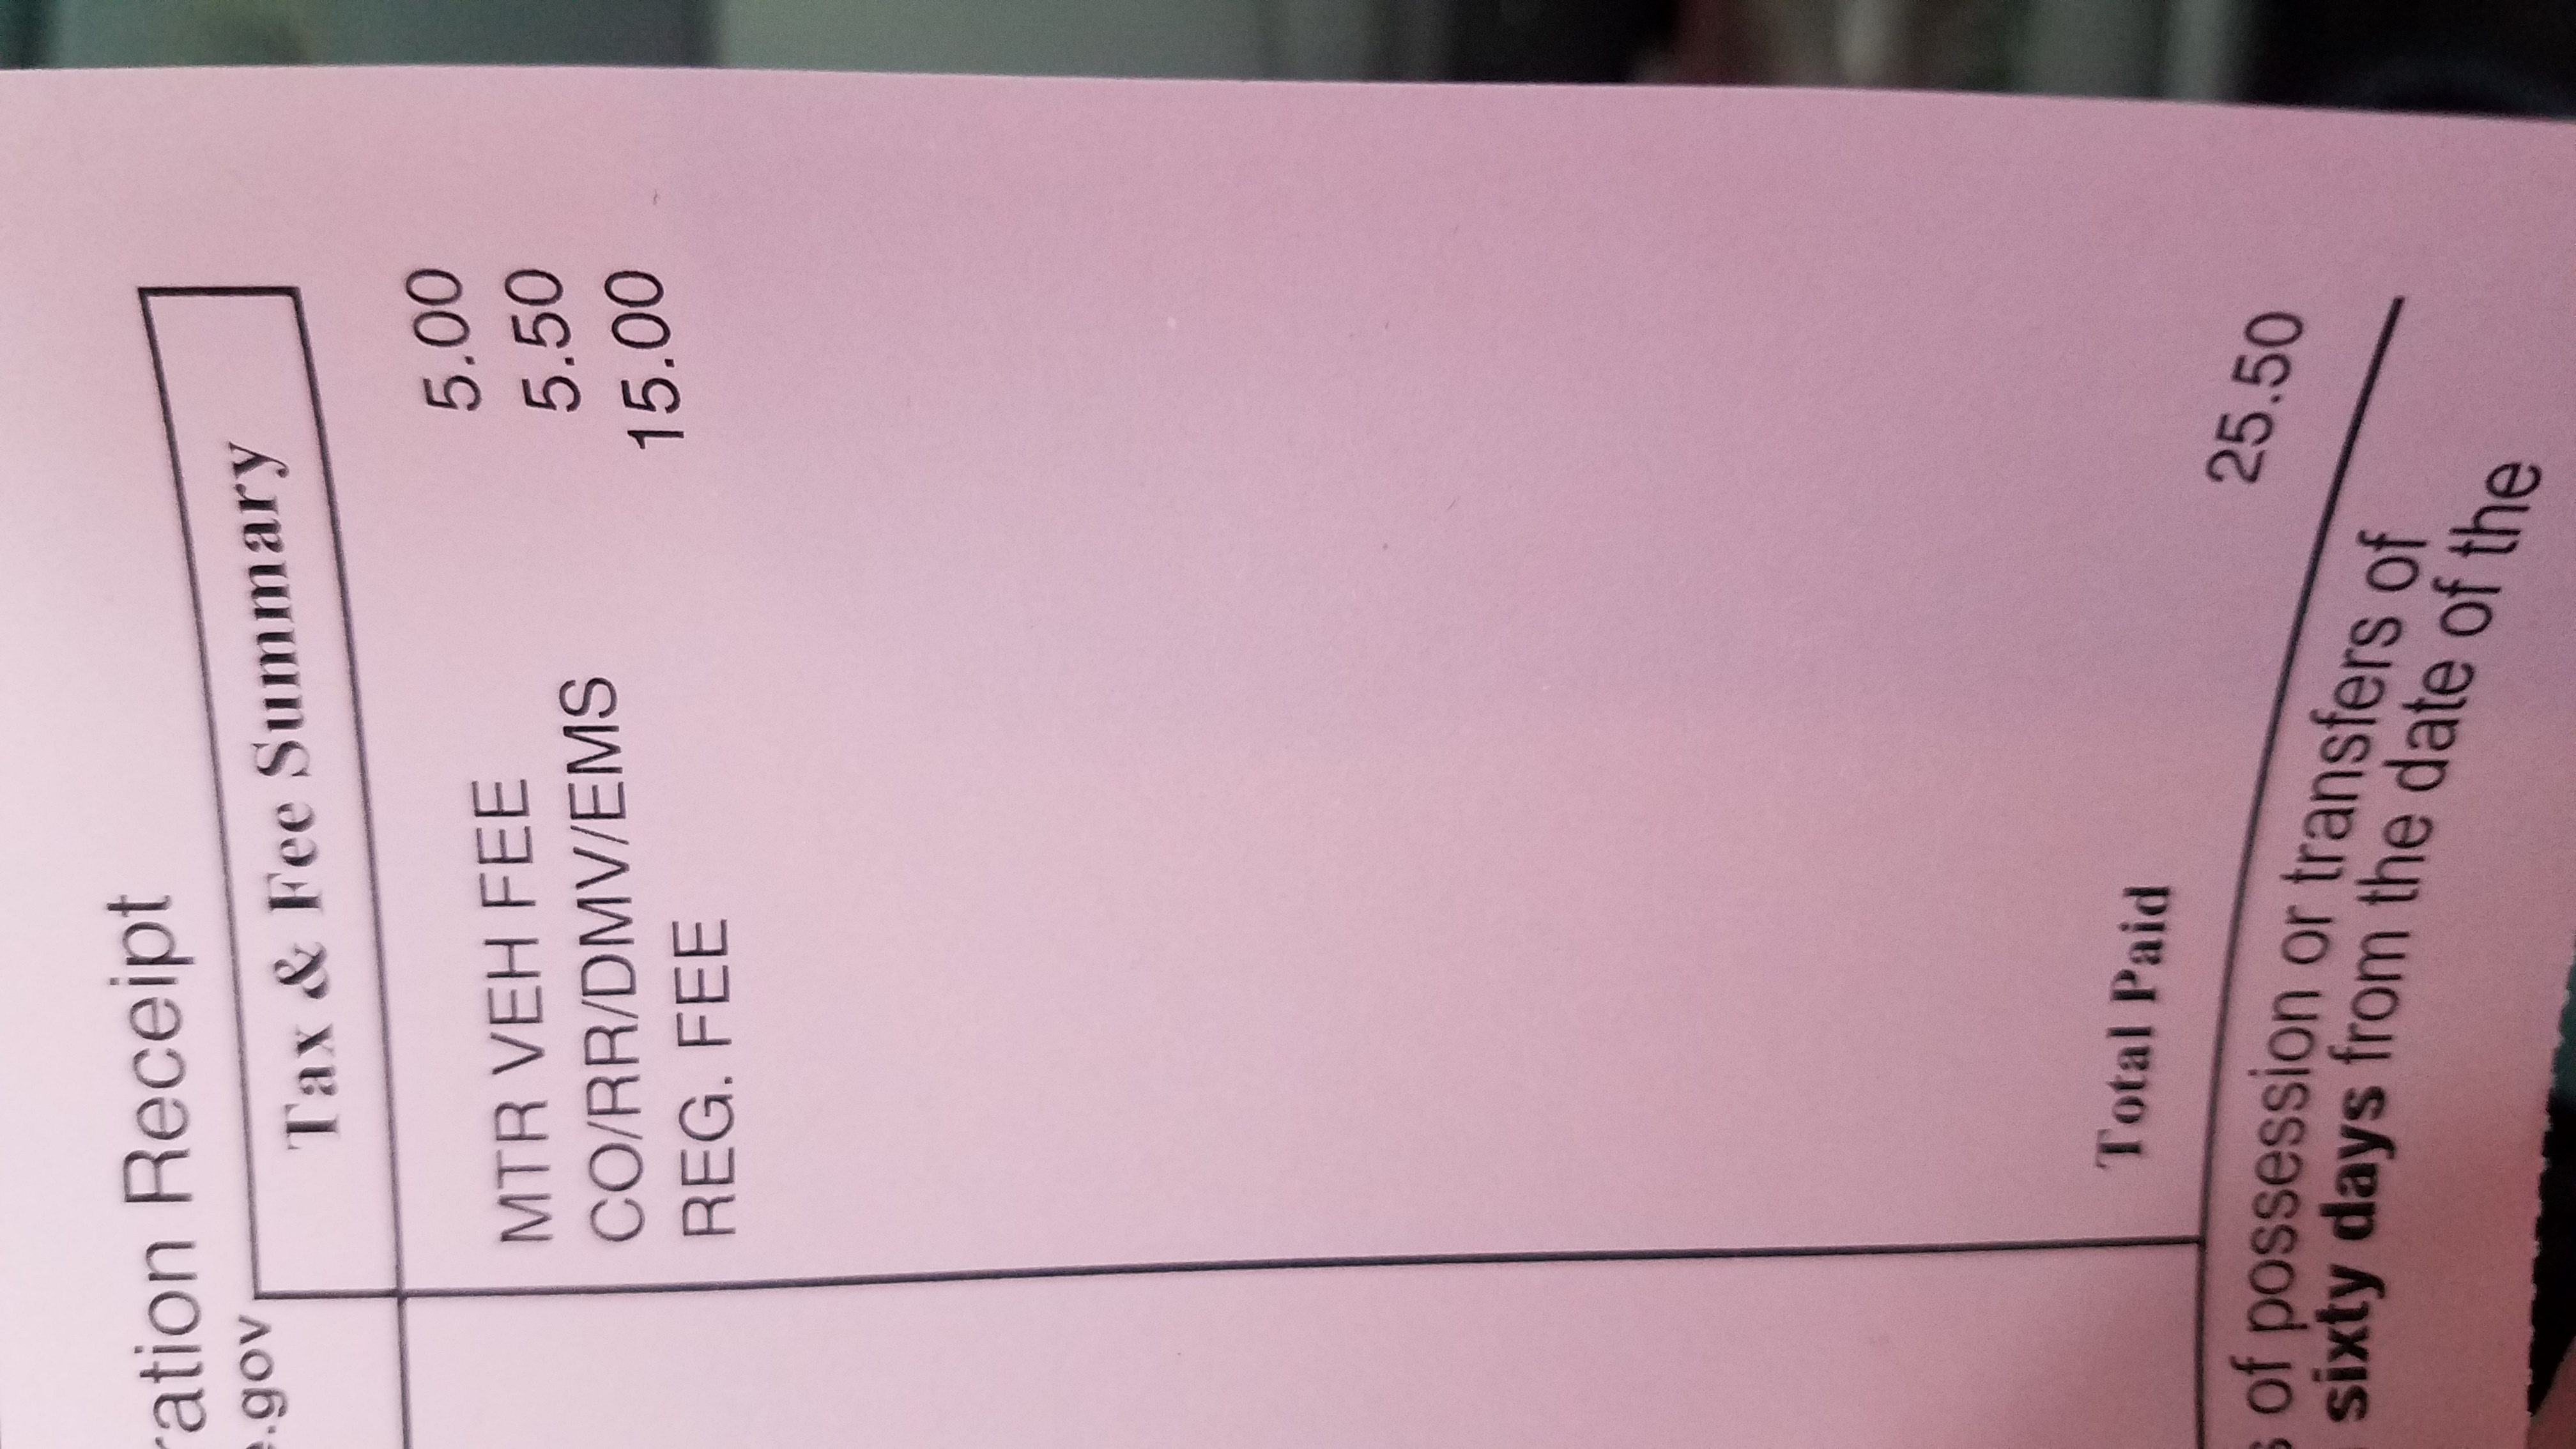 ration Receipt
.gov
Tax & Fee Summary
MTR VEH FEE 5.00
CO/RR/DMV/EMS 5.50
REG. FEE 15.00
Total Paid 25.50
of possession or transfers of
sixty days from the date of the